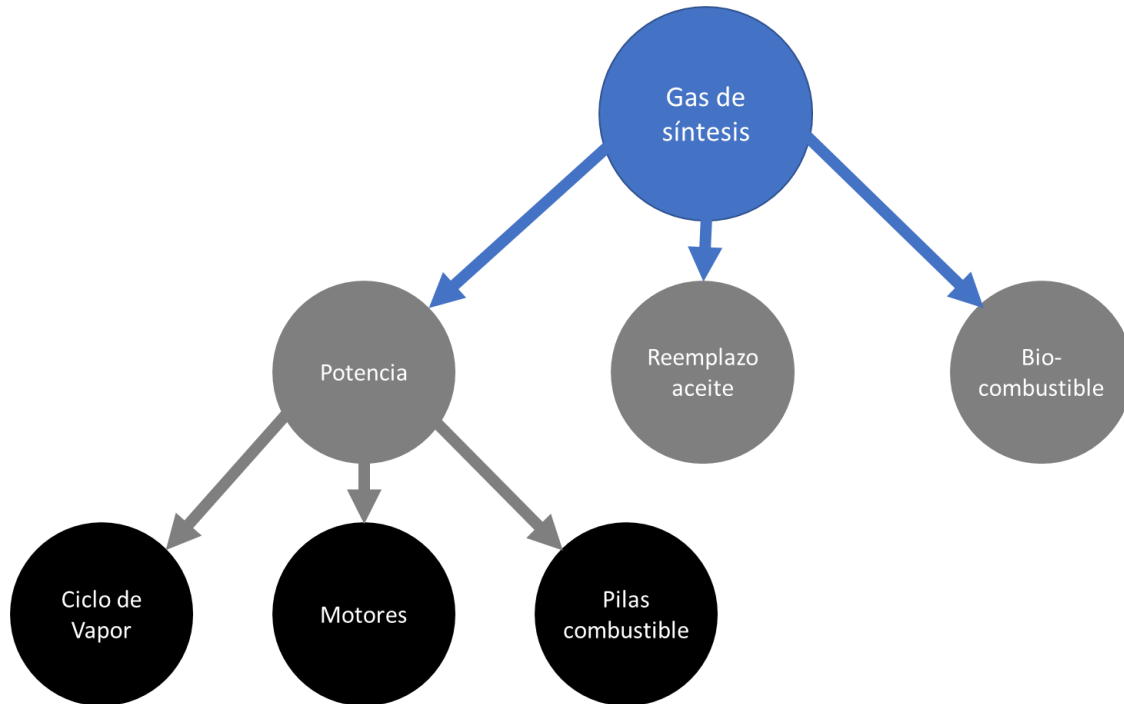 Gas de
síntesis
Potencia
Reemplazo
aceite
Bio-
combustible
Ciclo de
Vapor
Motores
Pilas
combustible